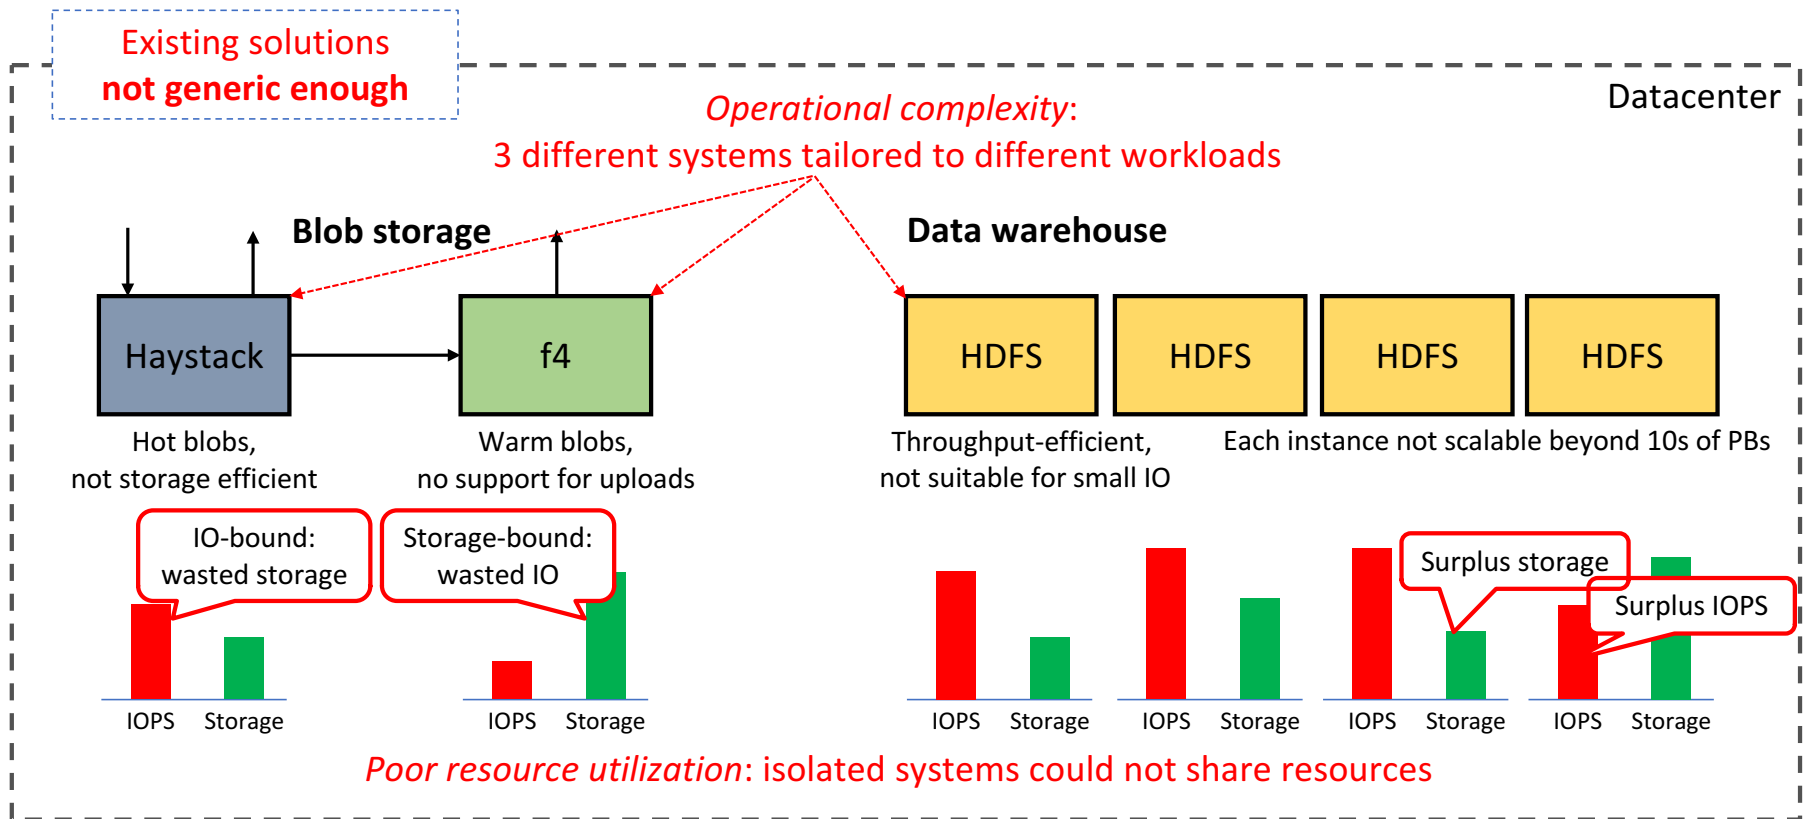 Existing solutions
not generic enough
Datacenter
Operational complexity:
3 different systems tailored to different workloads
Blob storage
Data warehouse
Haystack
f4
HDFS
HDFS
HDFS
HDFS
Hot blobs,
not storage efficient
Warm blobs,
no support for uploads
Throughput-efficient,
not suitable for small IO
Each instance not scalable beyond 10s of PBs
IO-bound:
wasted storage
Storage-bound:
wasted IO
Surplus storage
Surplus IOPS
IOPS Storage
IOPS Storage
IOPS Storage
IOPS Storage
IOPS Storage
IOPS Storage
Poor resource utilization: isolated systems could not share resources